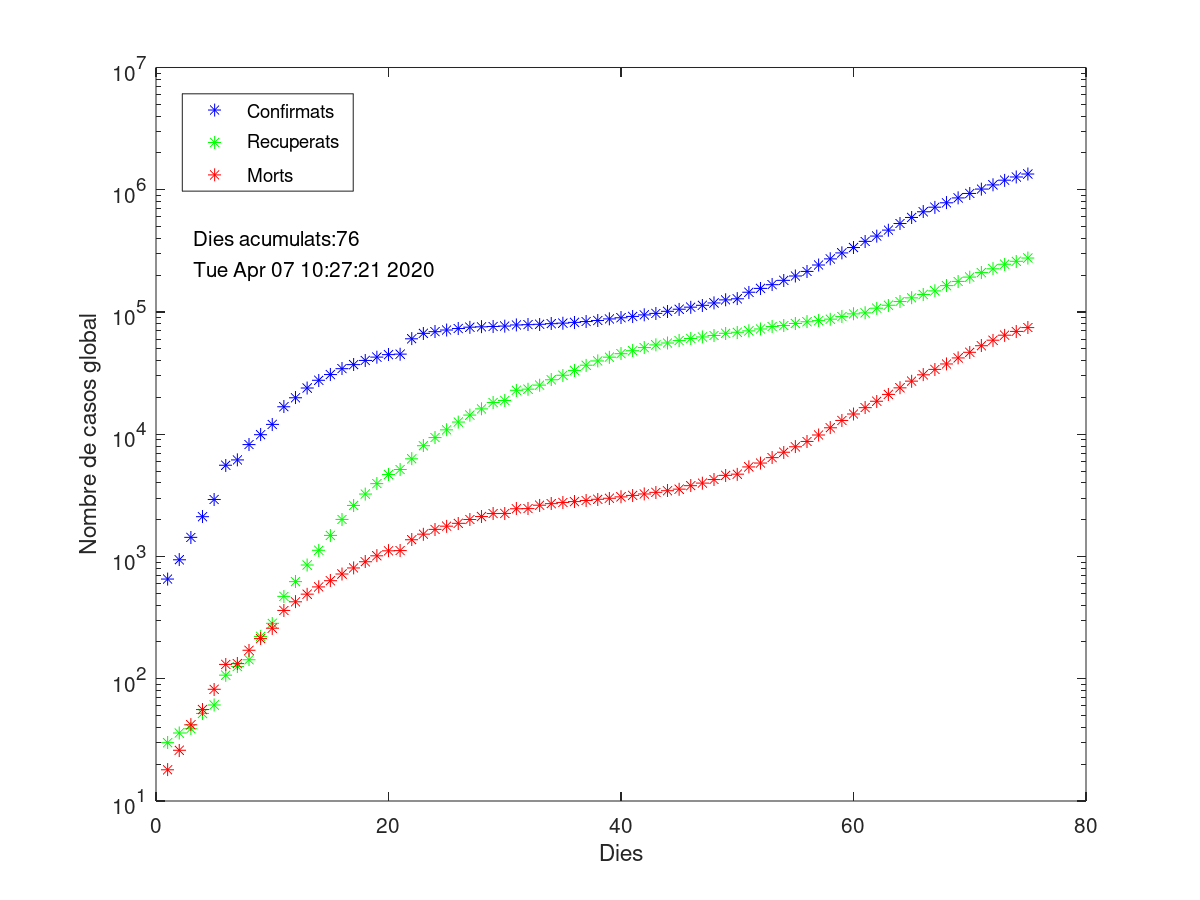 10^7
10^6
10^5
10^4
10^3
10^2
10^1
Confirmats
Recuperats
Morts
Dies acumulats:76
Tue Apr 07 10:27:21 2020
Nombre de casos global
0 20 40 60 80
Dies